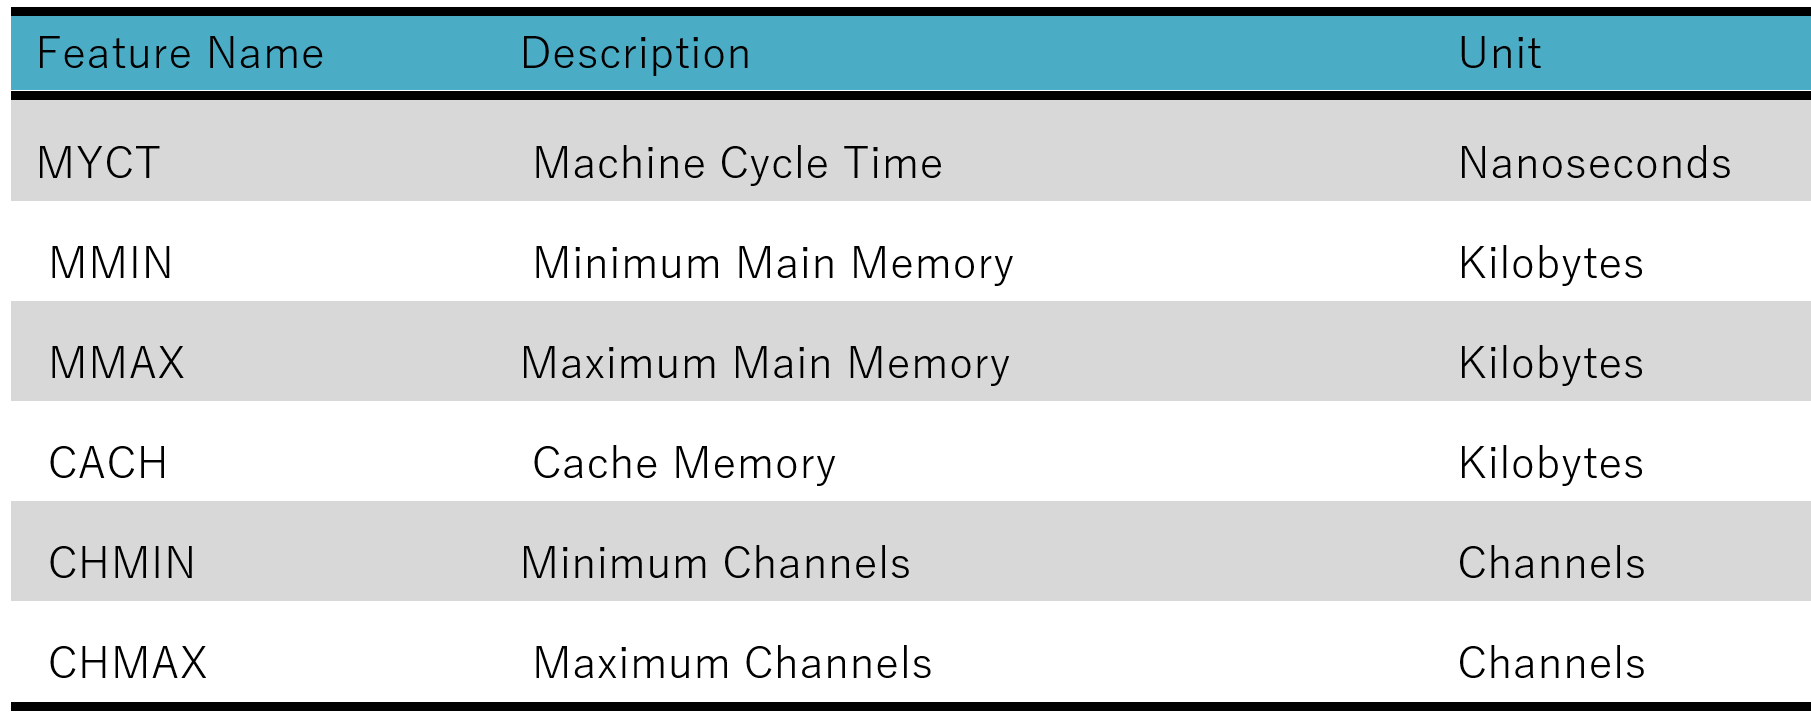 Feature Name Description Unit
MYCT Machine Cycle Time Nanoseconds
MMIN Minimum Main Memory Kilobytes
MMAX Maximum Main Memory Kilobytes
CACH Cache Memory Kilobytes
CHMIN Minimum Channels Channels
CHMAX Maximum Channels Channels